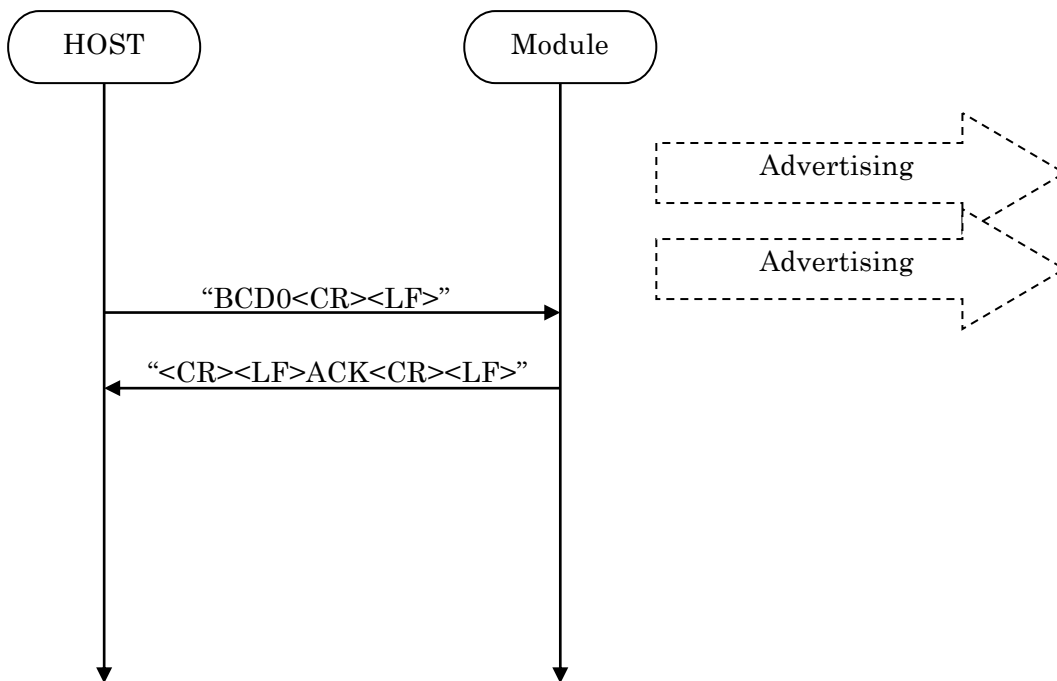 HOST
Module
Advertising
Advertising
“BCD0<CR><LF>”
“<CR><LF>ACK<CR><LF>”